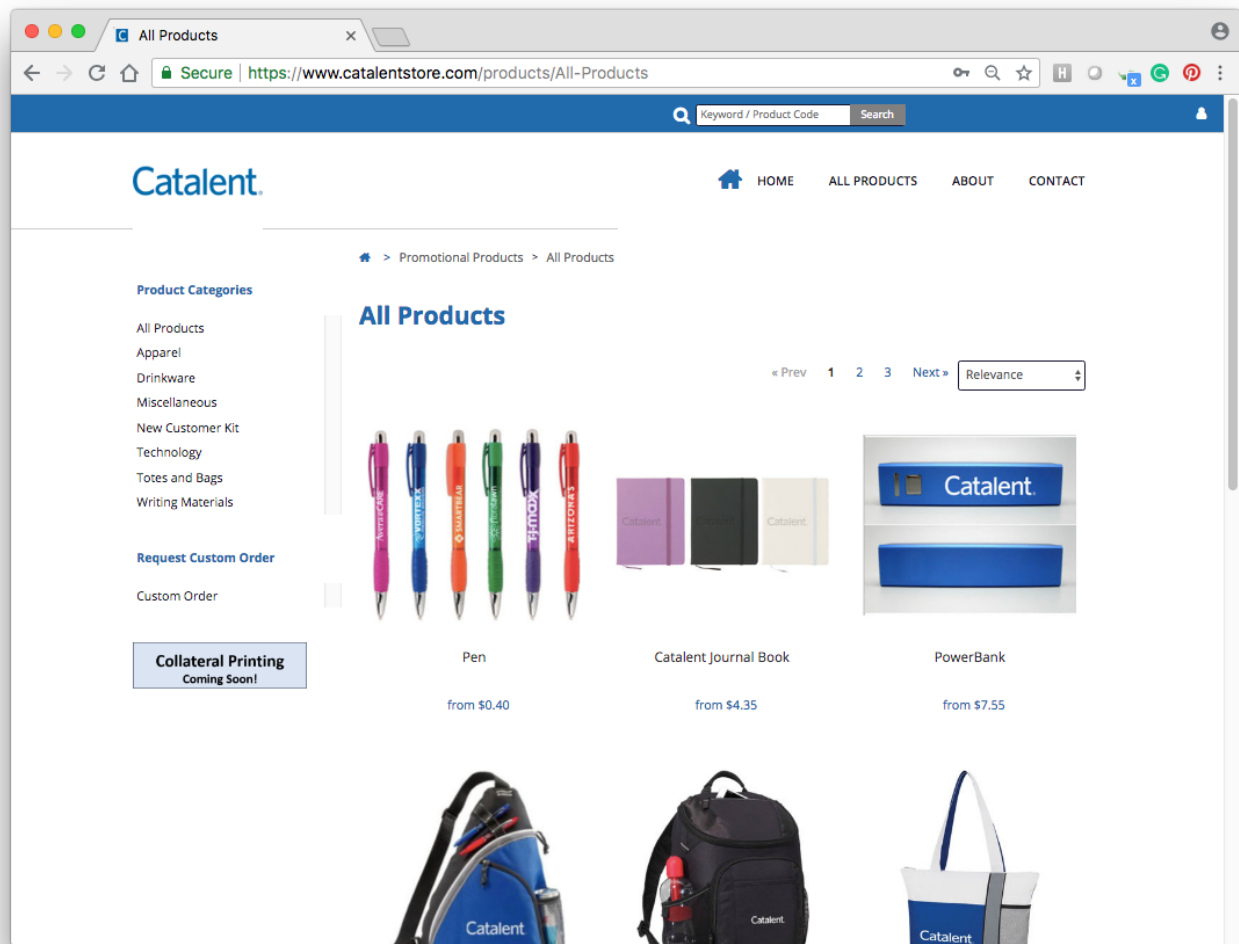 All Products
Secure https://www.catalentstore.com/products/All-Products
Keyword / Product Code Search
Catalent.
HOME ALL PRODUCTS ABOUT CONTACT
> Promotional Products > All Products
Product Categories
All Products
Apparel
Drinkware
Miscellaneous
New Customer Kit
Technology
Totes and Bags
Writing Materials
Request Custom Order
Custom Order
Collateral Printing
Coming Soon!
All Products
« Prev 1 2 3 Next » Relevance
AveraCARE
VORTEXX
SMARTBEAR
TJ-maxx
ARIZONA'S
Catalent.
Catalent.
Catalent.
Pen
from $0.40
Catalent Journal Book
from $4.35
PowerBank
from $7.55
Catalent
Catalent.
Catalent